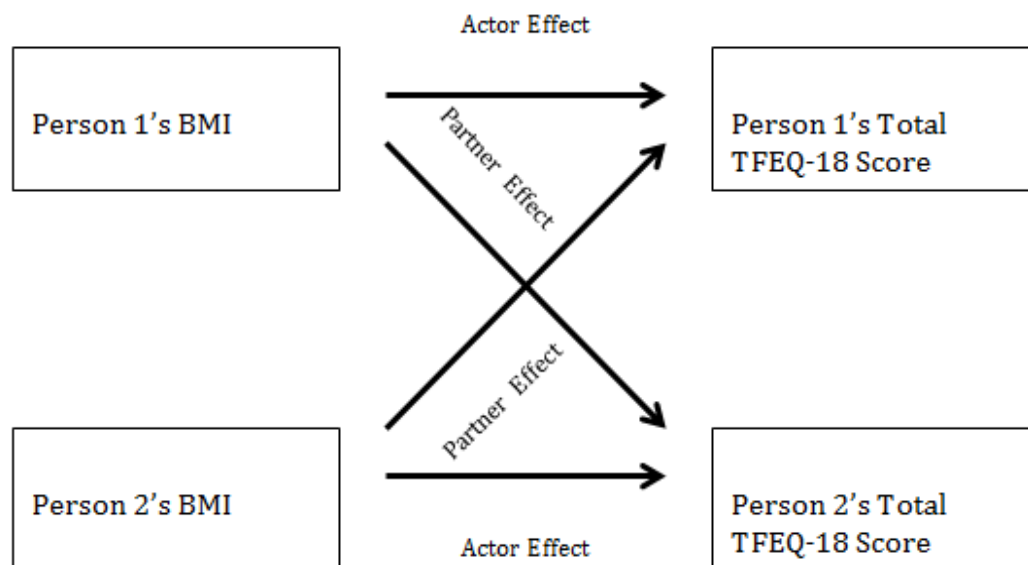 Actor Effect
Person 1’s BMI
Partner Effect
Person 1’s Total
TFEQ-18 Score
Partner Effect
Person 2’s BMI
Person 2’s Total
TFEQ-18 Score
Actor Effect